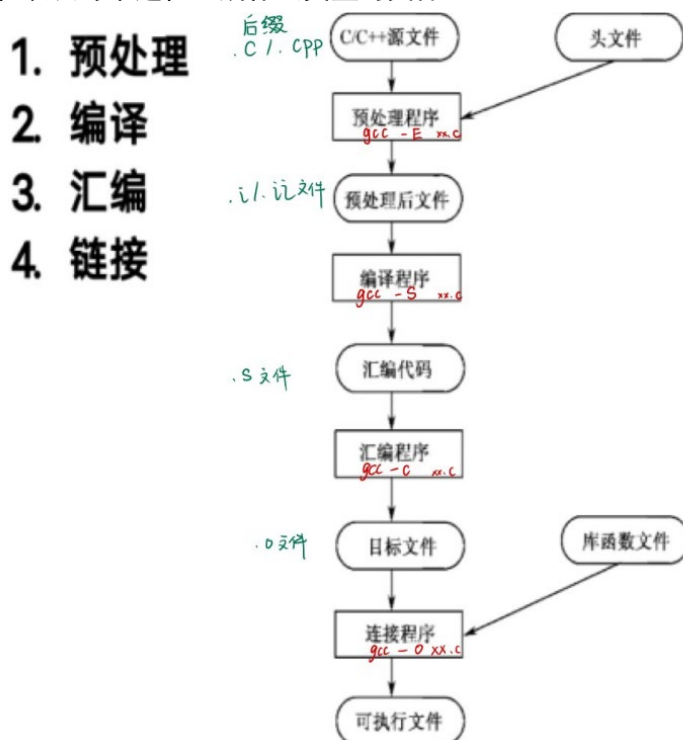 1. 预处理
2. 编译
3. 汇编
4. 链接
后缀
.C / .Cpp
C/C++源文件
头文件
预处理程序
gcc -E xx.c
.i/.ii文件
预处理后文件
编译程序
gcc -S xx.c
.S文件
汇编代码
汇编程序
gcc -c xx.c
.o文件
目标文件
库函数文件
连接程序
gcc -o xx.c
可执行文件